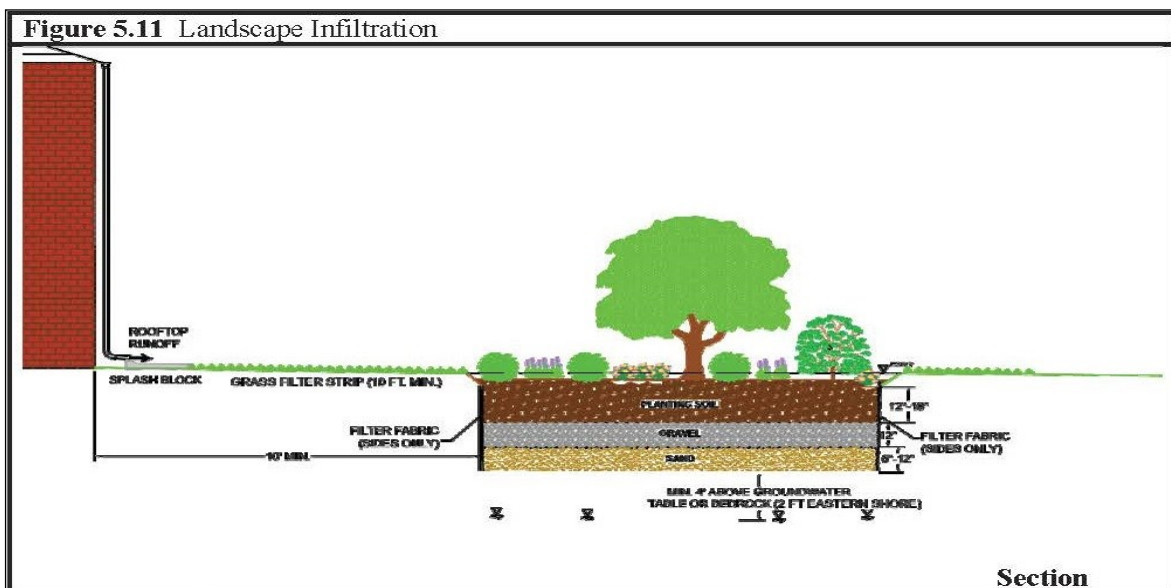 Figure 5.11 Landscape Infiltration
ROOFTOP
RUNOFF
SPLASH BLOCK
GRASS FILTER STRIP (10 FT. MIN.)
PLANTING SOIL
12"-18"
FILTER FABRIC
(SIDES ONLY)
GRAVEL
12"
FILTER FABRIC
(SIDES ONLY)
10' MIN.
SAND
6"-12"
MIN. 4' ABOVE GROUNDWATER
TABLE OR BEDROCK (2 FT EASTERN SHORE)
Section